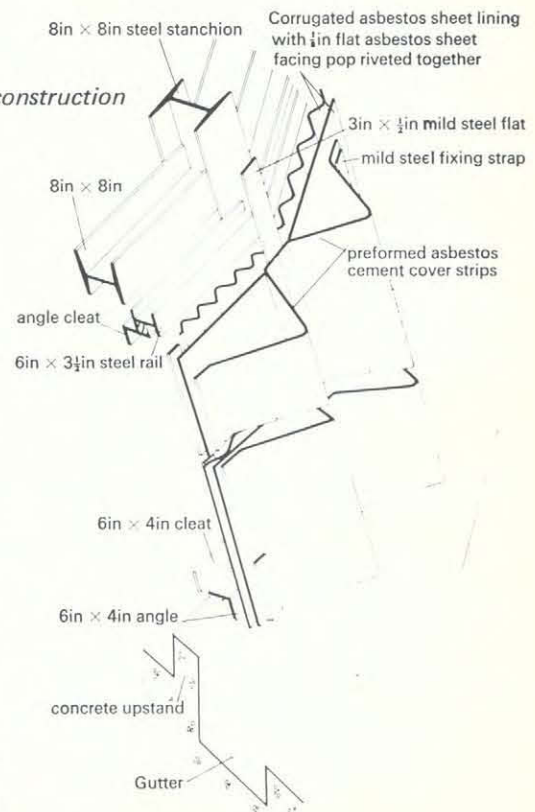 8in × 8in steel stanchion
Corrugated asbestos sheet lining
with ¼in flat asbestos sheet
facing pop riveted together
construction
3in × ½in mild steel flat
mild steel fixing strap
8in × 8in
preformed asbestos
cement cover strips
angle cleat
6in × 3½in steel rail
6in × 4in cleat
6in × 4in angle
concrete upstand
Gutter